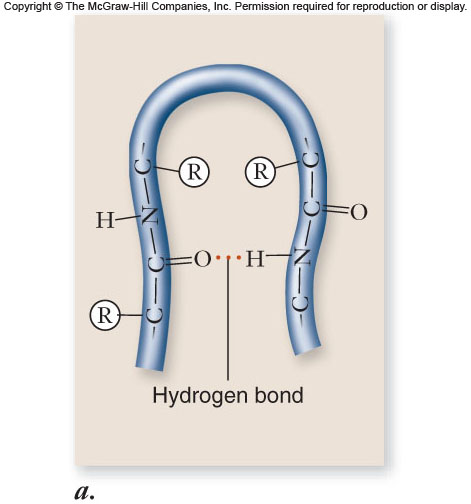 Copyright © The McGraw-Hill Companies, Inc. Permission required for reproduction or display.
C R R C
H N C O
C O H N
R C C
Hydrogen bond
a.